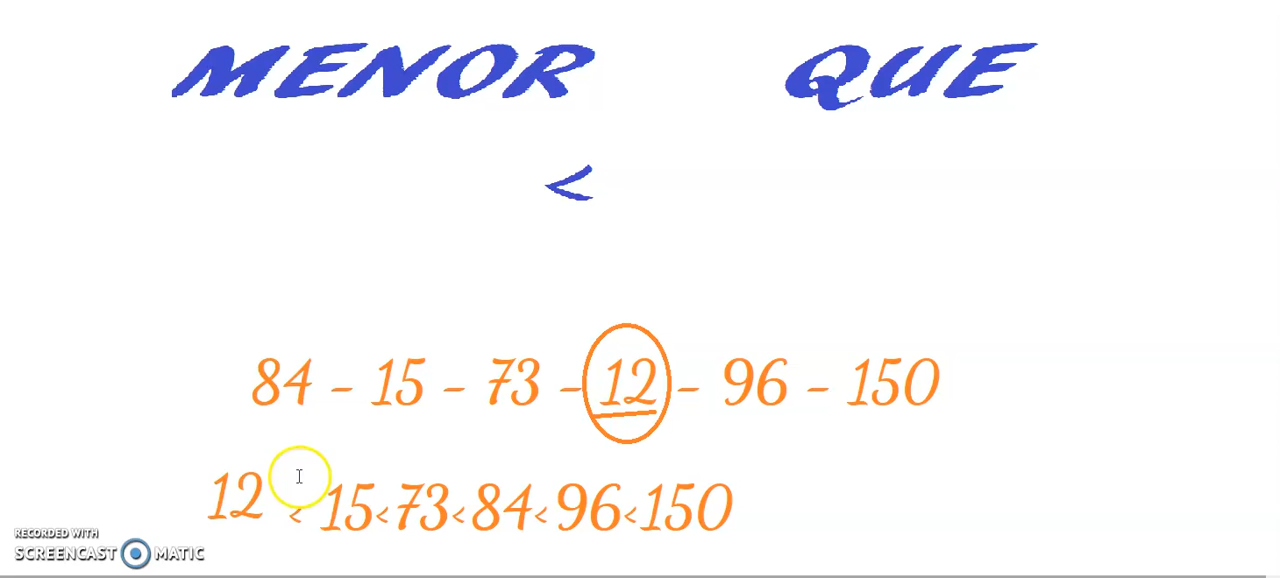 MENOR QUE
<
84 - 15 - 73 - 12 - 96 - 150
12 < 15<73<84<96<150
RECORDED WITH
SCREENCAST MATIC